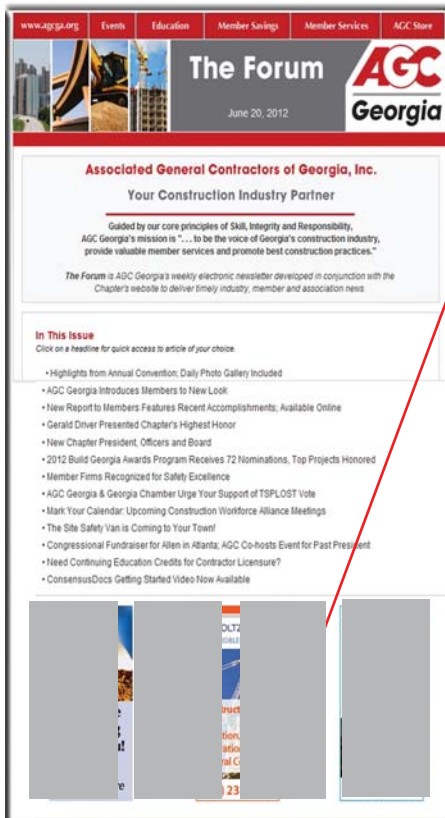 www.agcga.org Events Education Member Savings Member Services AGC Store
The Forum
June 20, 2012
AGC
Georgia
Associated General Contractors of Georgia, Inc.
Your Construction Industry Partner
Guided by our core principles of Skill, Integrity and Responsibility,
AGC Georgia's mission is ". . . to be the voice of Georgia's construction industry,
provide valuable member services and promote best construction practices."
The Forum is AGC Georgia's weekly electronic newsletter developed in conjunction with the
Chapter's website to deliver timely industry, member and association news.
In This Issue
Click on a headline for quick access to article of your choice.
• Highlights from Annual Convention; Daily Photo Gallery Included
• AGC Georgia Introduces Members to New Look
• New Report to Members Features Recent Accomplishments; Available Online
• Gerald Driver Presented Chapter's Highest Honor
• New Chapter President, Officers and Board
• 2012 Build Georgia Awards Program Receives 72 Nominations, Top Projects Honored
• Member Firms Recognized for Safety Excellence
• AGC Georgia & Georgia Chamber Urge Your Support of TSPLOST Vote
• Mark Your Calendar: Upcoming Construction Workforce Alliance Meetings
• The Site Safety Van is Coming to Your Town!
• Congressional Fundraiser for Allen in Atlanta; AGC Co-hosts Event for Past President
• Need Continuing Education Credits for Contractor Licensure?
• ConsensusDocs Getting Started Video Now Available